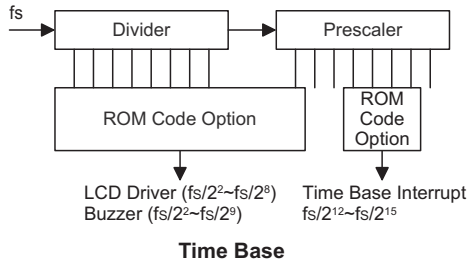 fs
Divider
Prescaler
ROM Code Option
ROM
Code
Option
LCD Driver (fs/2²~fs/2⁸)
Buzzer (fs/2²~fs/2⁹)
Time Base Interrupt
fs/2¹²~fs/2¹⁵
Time Base